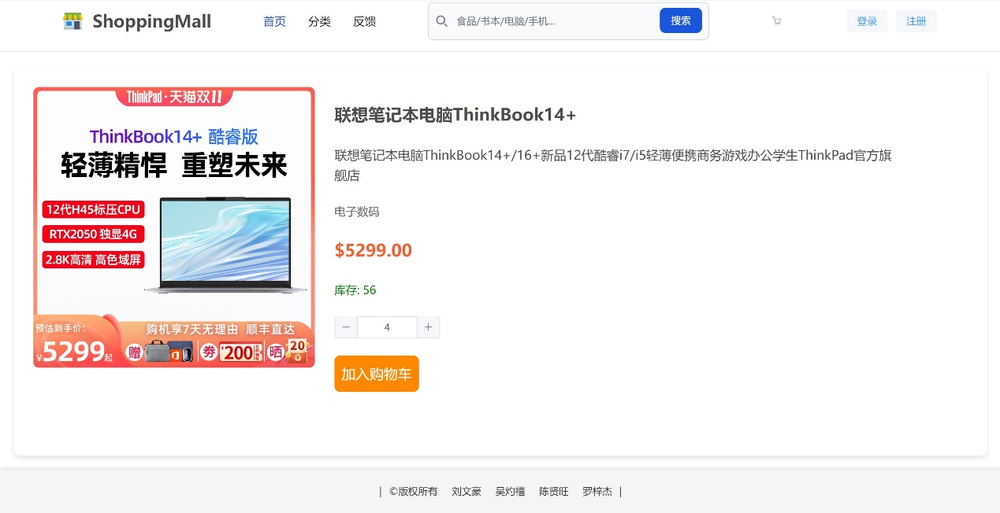 ShoppingMall 首页 分类 反馈 食品/书本/电脑/手机... 搜索 登录 注册
ThinkPad·天猫双11
ThinkBook14+ 酷睿版
轻薄精悍 重塑未来
12代H45标压CPU
RTX2050 独显4G
2.8K高清 高色域屏
预估到手价:
¥5299起
购机享7天无理由 顺丰直达
赠 券 ¥200 晒 20
联想笔记本电脑ThinkBook14+
联想笔记本电脑ThinkBook14+/16+新品12代酷睿i7/i5轻薄便携商务游戏办公学生ThinkPad官方旗
舰店
电子数码
$5299.00
库存: 56
4
加入购物车
| ©版权所有 刘文豪 吴灼禧 陈贤旺 罗梓杰 |